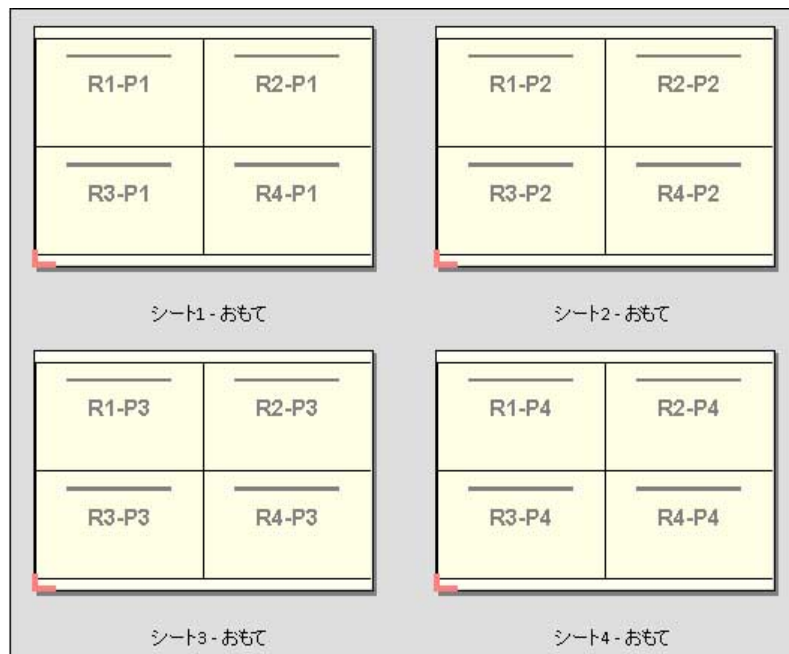 R1-P1 R2-P1
R3-P1 R4-P1
シート1 - おもて
R1-P2 R2-P2
R3-P2 R4-P2
シート2 - おもて
R1-P3 R2-P3
R3-P3 R4-P3
シート3 - おもて
R1-P4 R2-P4
R3-P4 R4-P4
シート4 - おもて